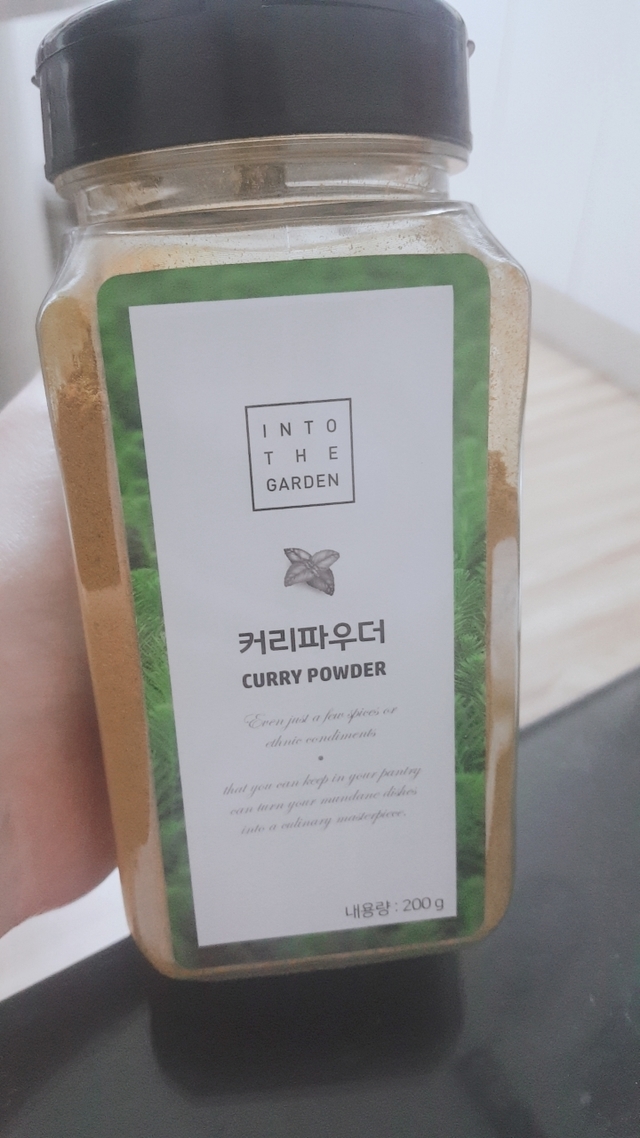 INTO
THE
GARDEN
커리파우더
CURRY POWDER
Even just a few spices or
ethnic condiments
that you can keep in your pantry
can turn your mundane dishes
into a culinary masterpiece.
내용량 : 200 g